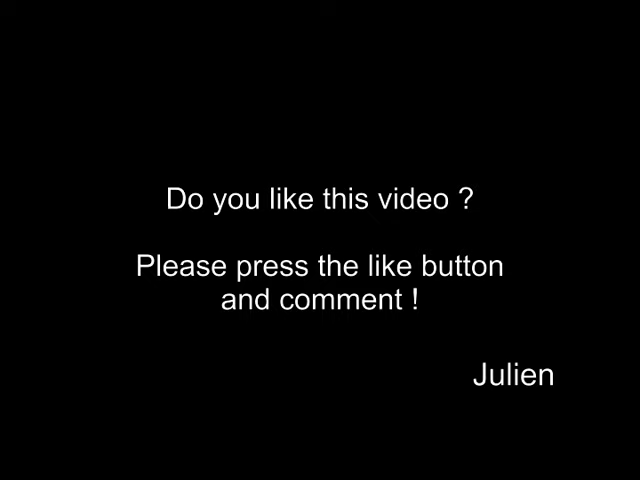 Do you like this video ?
Please press the like button
and comment !
Julien